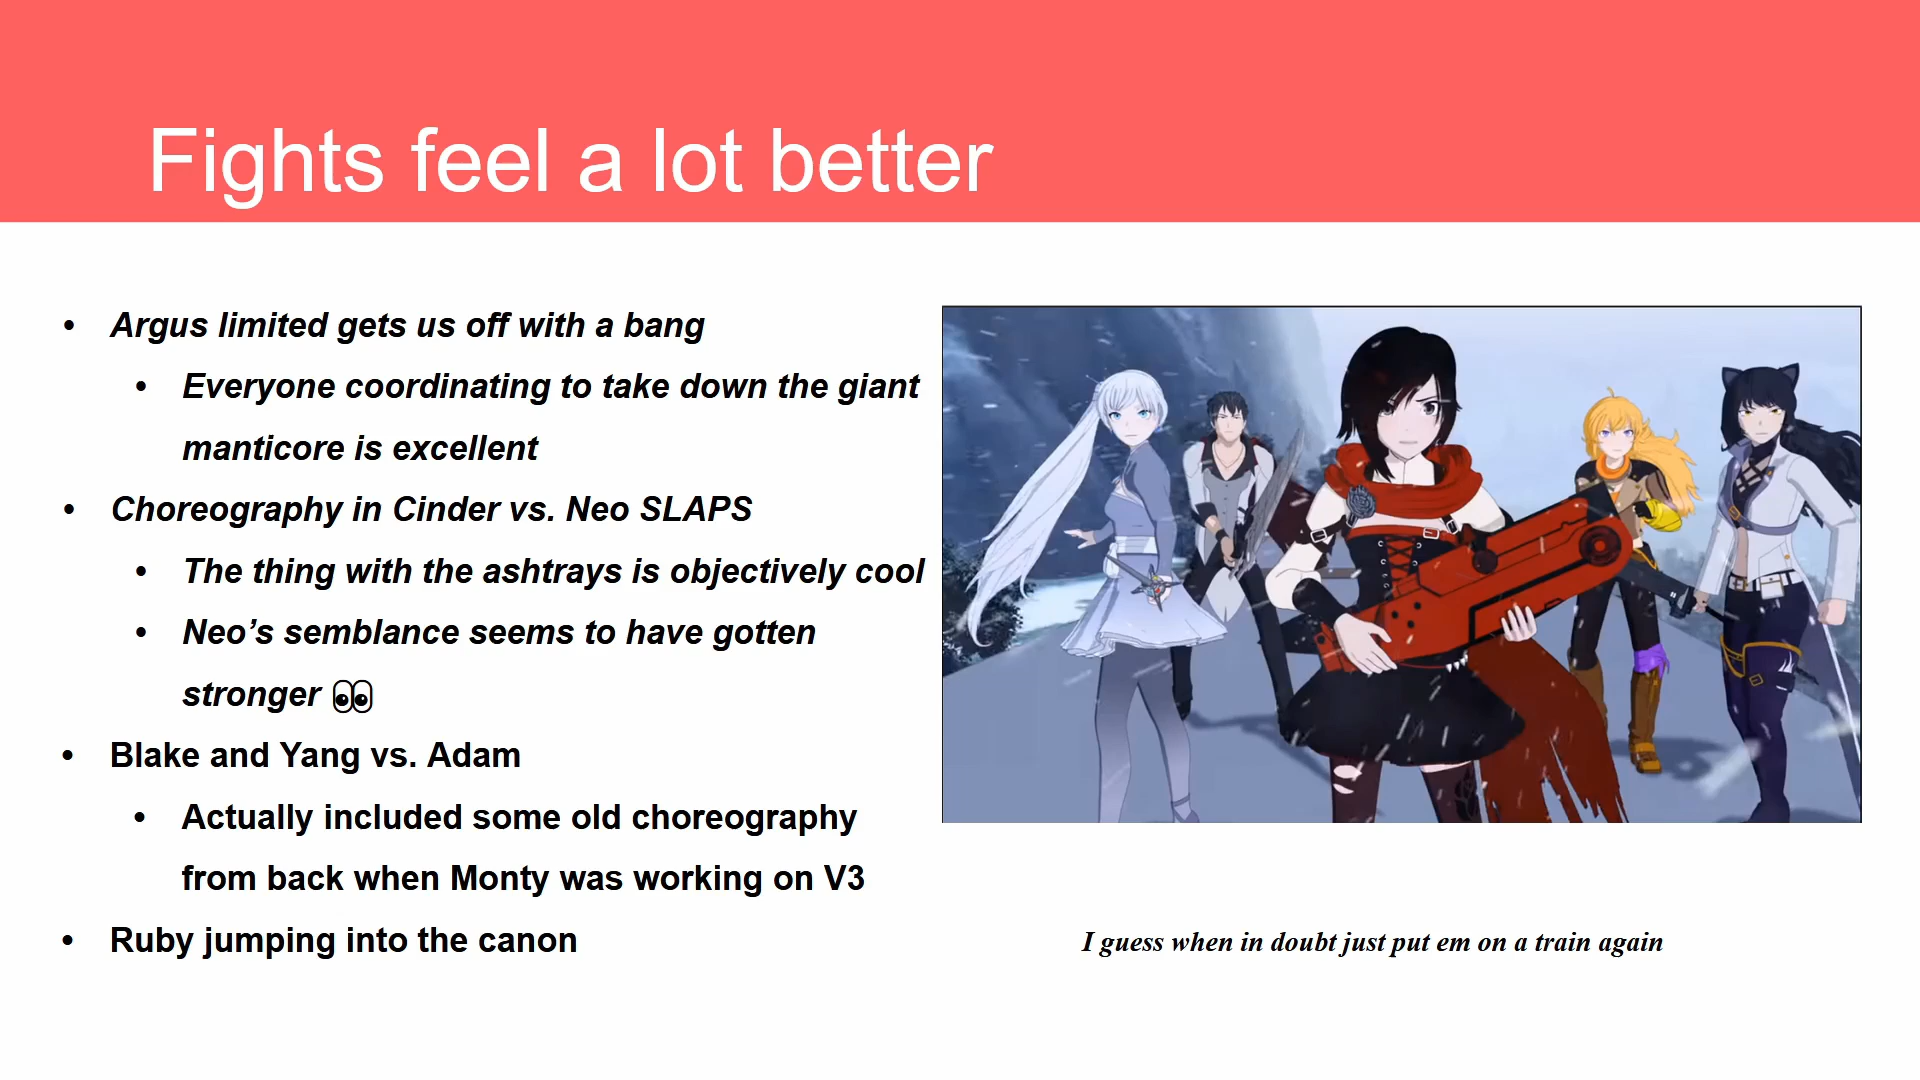 Fights feel a lot better
• Argus limited gets us off with a bang
• Everyone coordinating to take down the giant
manticore is excellent
• Choreography in Cinder vs. Neo SLAPS
• The thing with the ashtrays is objectively cool
• Neo’s semblance seems to have gotten
stronger 👀
• Blake and Yang vs. Adam
• Actually included some old choreography
from back when Monty was working on V3
• Ruby jumping into the canon
I guess when in doubt just put em on a train again